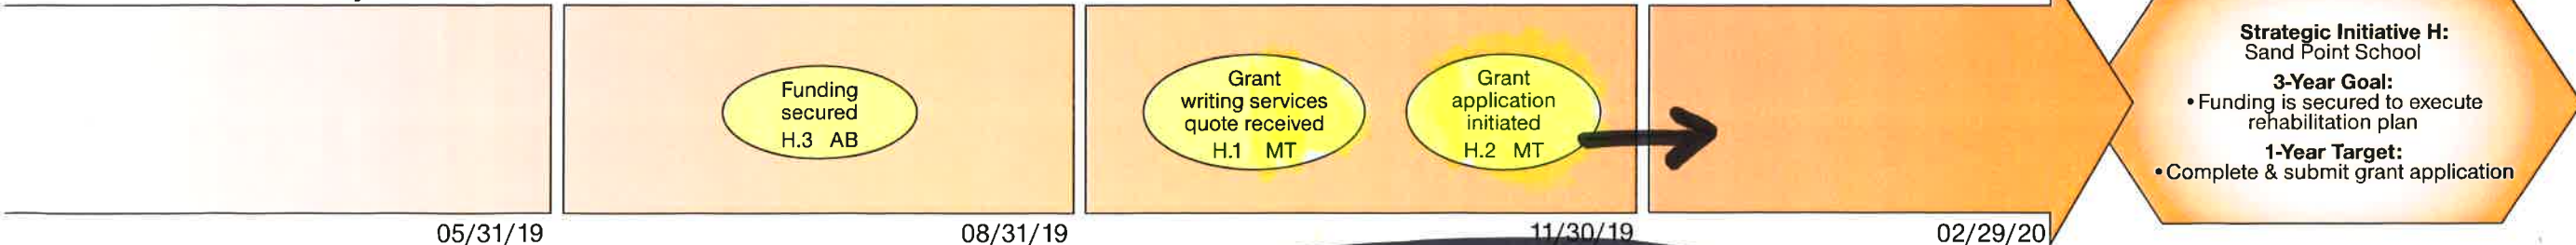 Funding
secured
H.3 AB
Grant
writing services
quote received
H.1 MT
Grant
application
initiated
H.2 MT
Strategic Initiative H:
Sand Point School
3-Year Goal:
• Funding is secured to execute
rehabilitation plan
1-Year Target:
• Complete & submit grant application
05/31/19
08/31/19
11/30/19
02/29/20